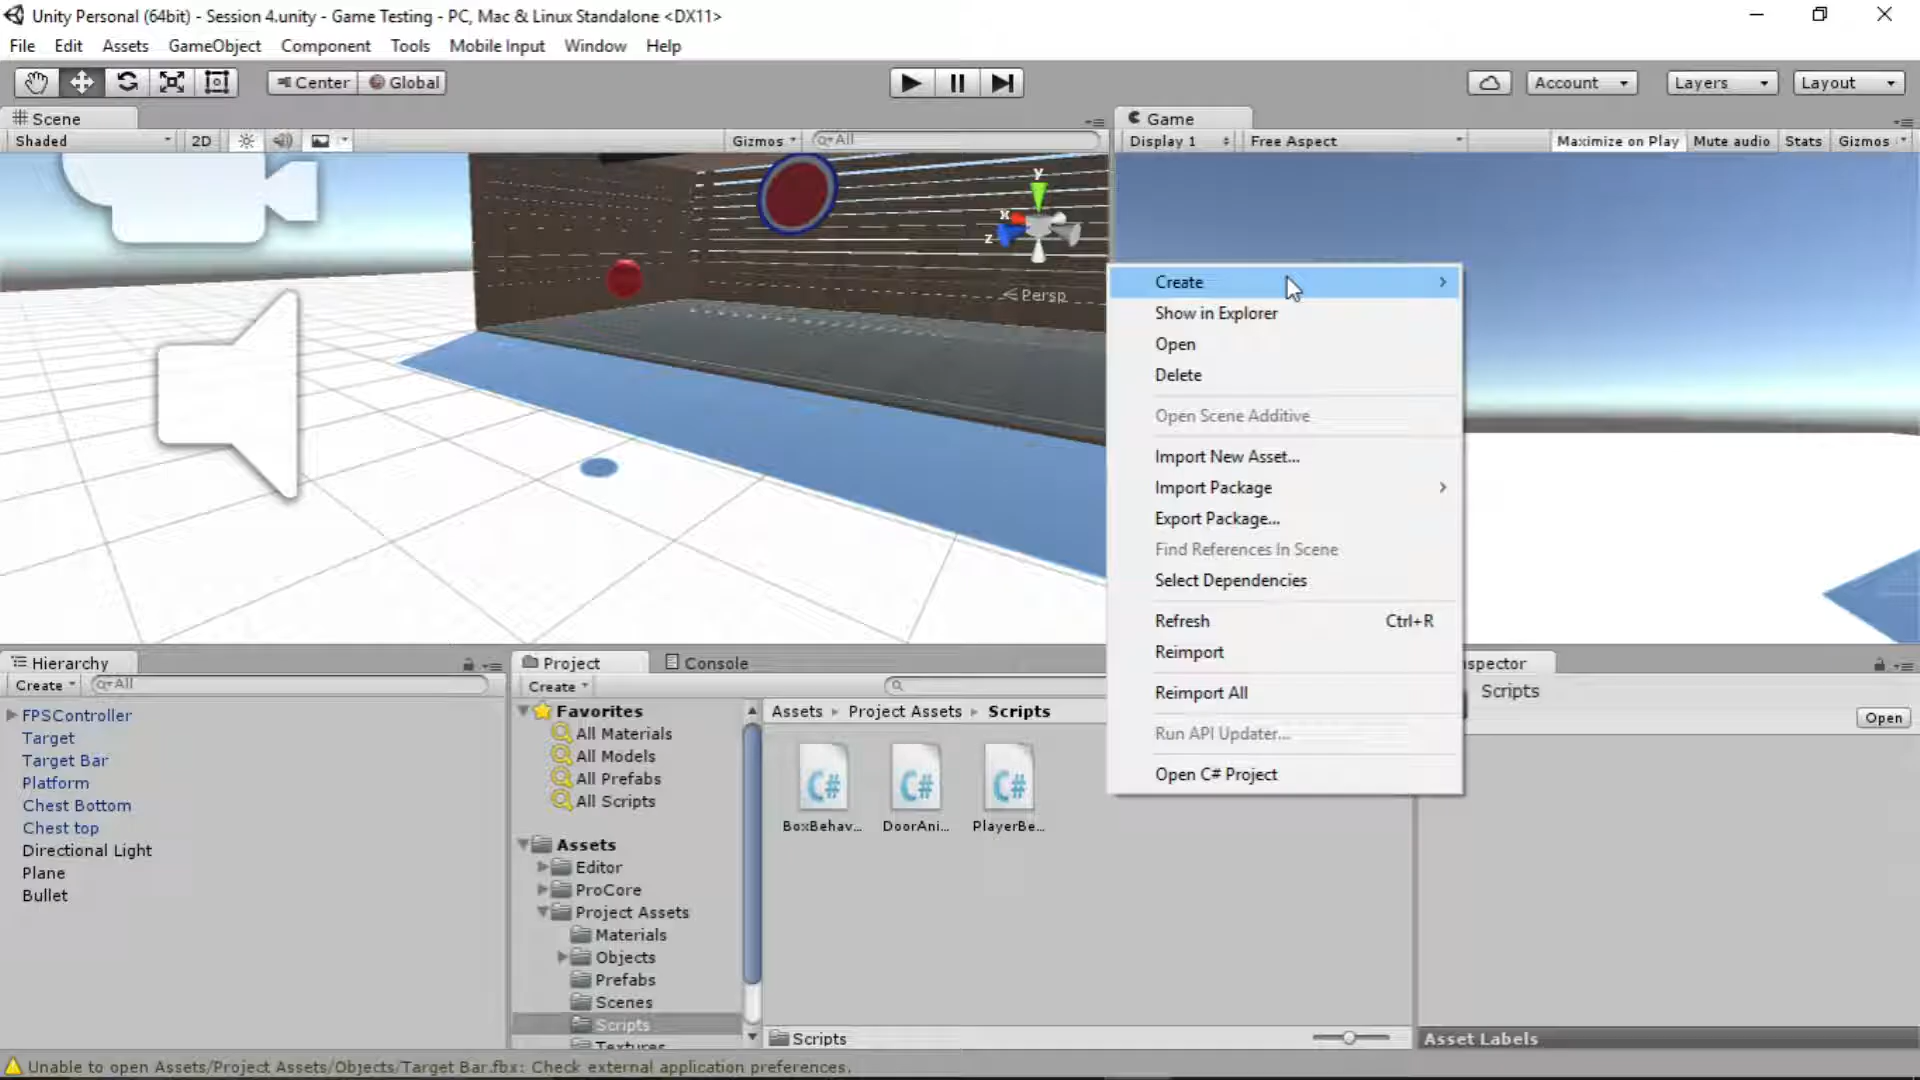 Unity Personal (64bit) - Session 4.unity - Game Testing - PC, Mac & Linux Standalone <DX11>
File Edit Assets GameObject Component Tools Mobile Input Window Help
Center Global Account Layers Layout
Scene
Shaded 2D Gizmos All
Game
Display 1 Free Aspect Maximize on Play Mute audio Stats Gizmos
y
x
z
Persp
Create
Show in Explorer
Open
Delete
Open Scene Additive
Import New Asset...
Import Package
Export Package...
Find References In Scene
Select Dependencies
Refresh Ctrl+R
Reimport
Reimport All
Run API Updater...
Open C# Project
Hierarchy
Create All
FPSController
Target
Target Bar
Platform
Chest Bottom
Chest top
Directional Light
Plane
Bullet
Project Console
Create
Favorites
All Materials
All Models
All Prefabs
All Scripts
Assets
Editor
ProCore
Project Assets
Materials
Objects
Prefabs
Scenes
Scripts
Textures
Assets Project Assets Scripts
C# C# C#
BoxBehav... DoorAni... PlayerBe...
Scripts
spector
Scripts
Open
Asset Labels
Unable to open Assets/Project Assets/Objects/Target Bar.fbx: Check external application preferences.